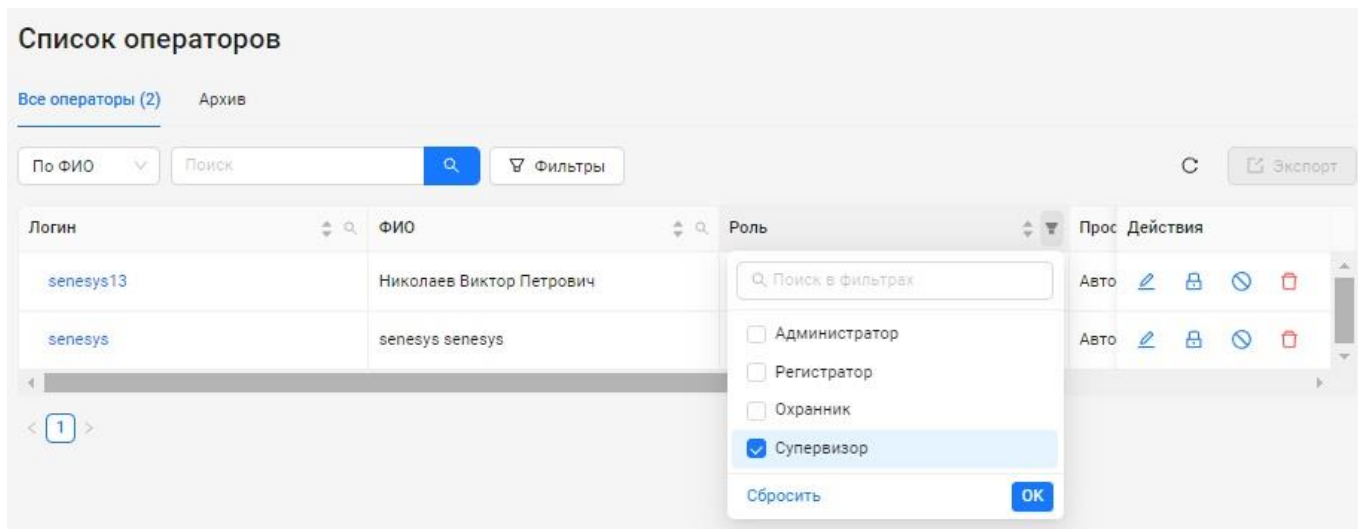 Список операторов
Все операторы (2) Архив
По ФИО Поиск Фильтры Экспорт
Логин ФИО Роль Прос Действия
senesys13 Николаев Виктор Петрович Авто
senesys senesys senesys Авто
Поиск в фильтрах
Администратор
Регистратор
Охранник
Супервизор
Сбросить OK
< 1 >